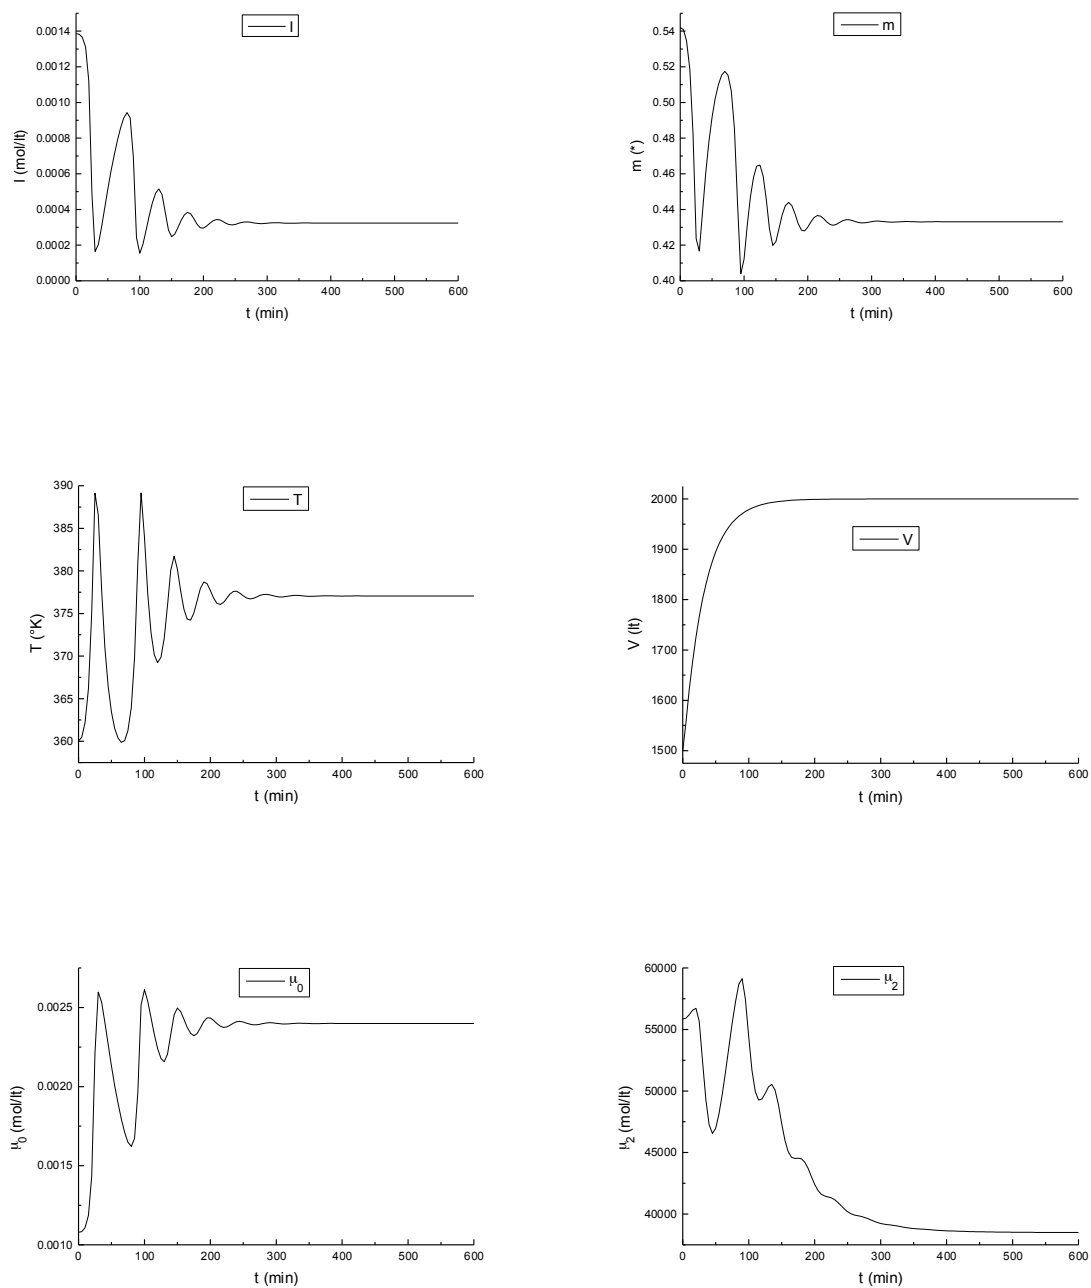 I
0.0014
0.0012
0.0010
0.0008
0.0006
0.0004
0.0002
0.0000
I (mol/lt)
0 100 200 300 400 500 600
t (min)
m
0.54
0.52
0.50
0.48
0.46
0.44
0.42
0.40
m (*)
0 100 200 300 400 500 600
t (min)
T
390
385
380
375
370
365
360
T (°K)
0 100 200 300 400 500 600
t (min)
V
2000
1900
1800
1700
1600
1500
V (lt)
0 100 200 300 400 500 600
t (min)
μ0
0.0025
0.0020
0.0015
0.0010
μ0 (mol/lt)
0 100 200 300 400 500 600
t (min)
μ2
60000
55000
50000
45000
40000
μ2 (mol/lt)
0 100 200 300 400 500 600
t (min)